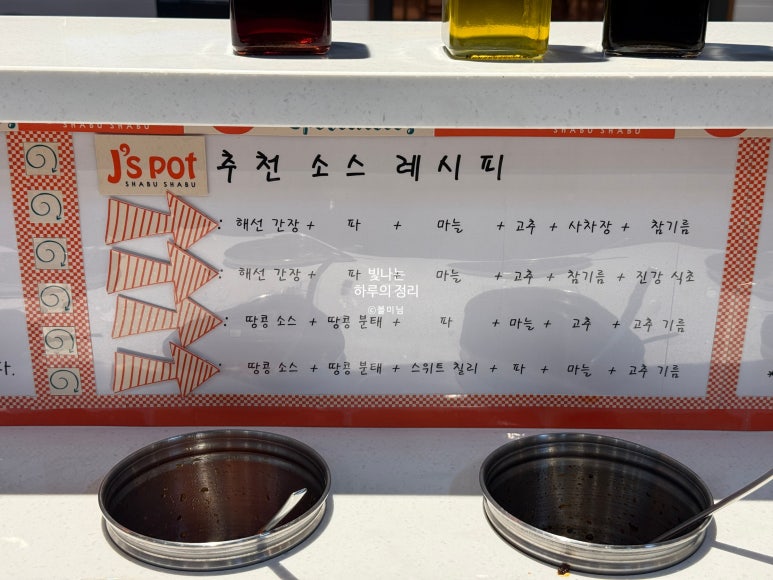 SHABU SHABU
SHABU SHABU
J's pot 추천 소스 레시피
SHABU SHABU
: 해선 간장 + 파 + 마늘 + 고추 + 사차장 + 참기름
: 해선 간장 + 파 + 마늘 + 고추 + 참기름 + 진강 식초
빛나는
하루의 정리
©봄미님
: 땅콩 소스 + 땅콩 분태 + 파 + 마늘 + 고추 + 고추 기름
: 땅콩 소스 + 땅콩 분태 + 스위트 칠리 + 파 + 마늘 + 고추 기름
다.